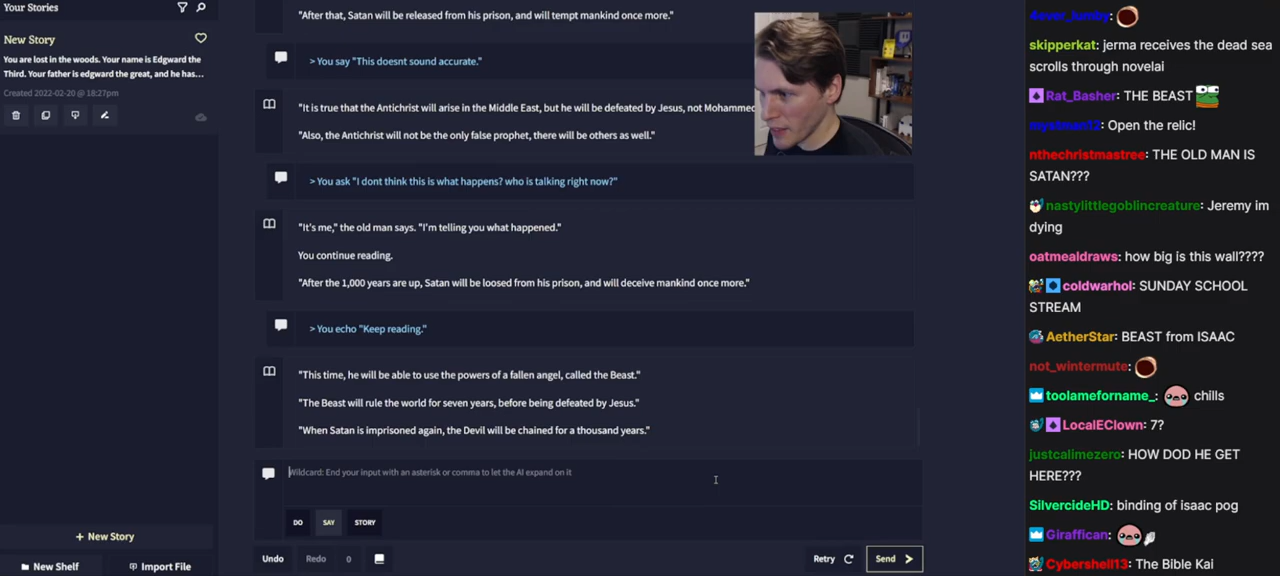 Your Stories
New Story
You are lost in the woods. Your name is Edgward the
Third. Your father is edgward the great, and he has...
Created 2022-02-20 @ 18:27pm
+ New Story
New Shelf
Import File
"After that, Satan will be released from his prison, and will tempt mankind once more."
> You say "This doesnt sound accurate."
"It is true that the Antichrist will arise in the Middle East, but he will be defeated by Jesus, not Mohammed
"Also, the Antichrist will not be the only false prophet, there will be others as well."
> You ask "I dont think this is what happens? who is talking right now?"
"It's me," the old man says. "I'm telling you what happened."
You continue reading.
"After the 1,000 years are up, Satan will be loosed from his prison, and will deceive mankind once more."
> You echo "Keep reading."
"This time, he will be able to use the powers of a fallen angel, called the Beast."
"The Beast will rule the world for seven years, before being defeated by Jesus."
"When Satan is imprisoned again, the Devil will be chained for a thousand years."
Wildcard: End your input with an asterisk or comma to let the AI expand on it
DO SAY STORY
Undo Redo 0 Retry Send
4ever_lumby:
skipperkat: jerma receives the dead sea
scrolls through novelai
Rat_Basher: THE BEAST
Open the relic!
nthechristmastree: THE OLD MAN IS
SATAN???
nastylittlegoblincreature: Jeremy im
dying
oatmealdraws: how big is this wall????
coldwarhol: SUNDAY SCHOOL
STREAM
AetherStar: BEAST from ISAAC
not_wintermute:
toolameforname_: chills
LocalEClown: 7?
justcalimezero: HOW DOD HE GET
HERE???
SilvercideHD: binding of isaac pog
Giraffican:
Cybershell13: The Bible Kai